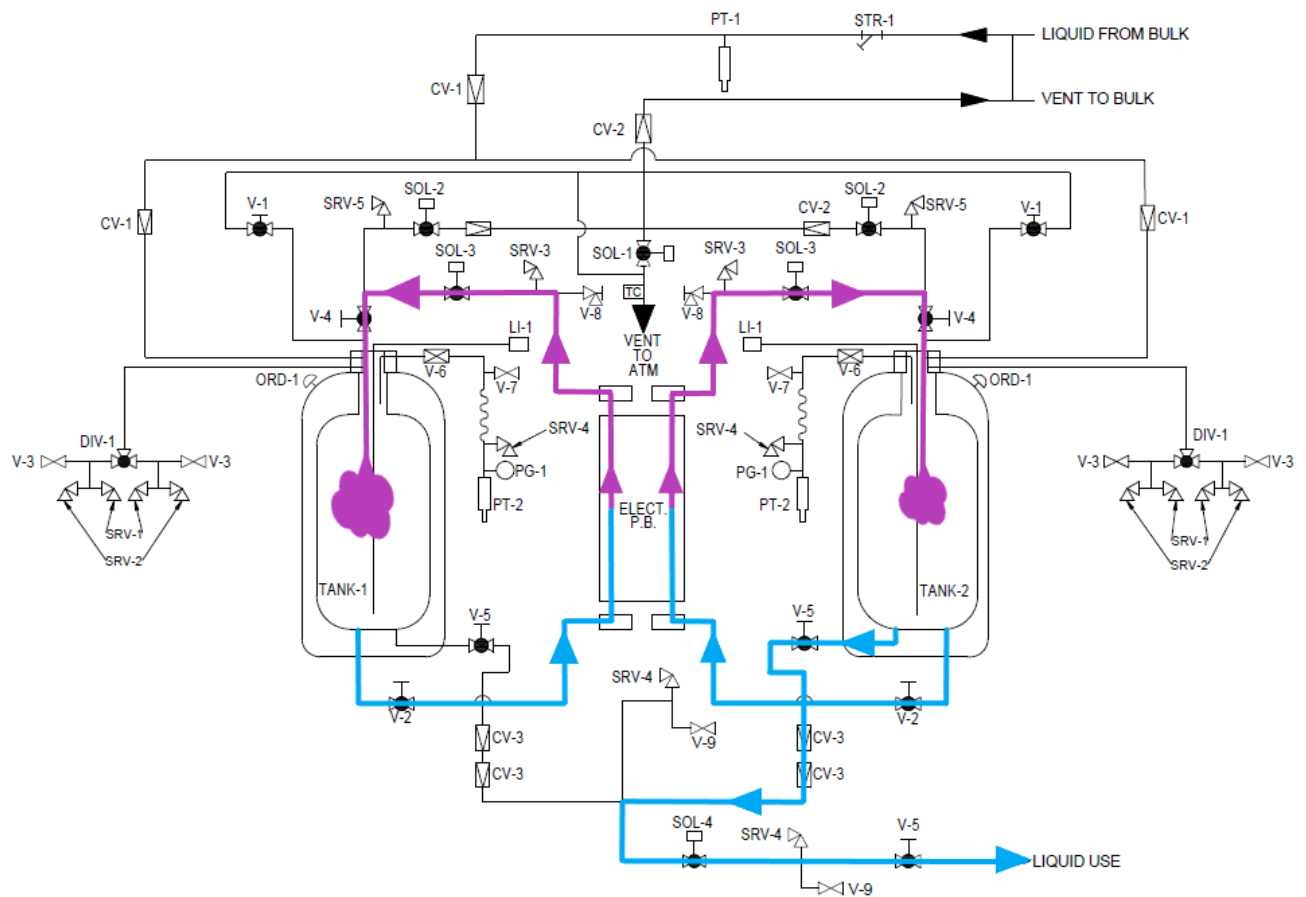 PT-1
STR-1
LIQUID FROM BULK
CV-1
VENT TO BULK
CV-2
SOL-2
SOL-2
V-1
SRV-5
CV-2
SRV-5
V-1
CV-1
CV-1
SOL-3
SRV-3
SOL-1
SRV-3
SOL-3
TC
V-4
V-8
V-8
V-4
LI-1
VENT
TO
ATM
LI-1
V-6
V-6
ORD-1
V-7
V-7
ORD-1
DIV-1
SRV-4
SRV-4
DIV-1
V-3
V-3
PG-1
PG-1
V-3
V-3
PT-2
ELECT.
P.B.
PT-2
SRV-1
SRV-2
SRV-1
SRV-2
TANK-1
TANK-2
V-5
V-5
SRV-4
V-2
V-2
V-9
CV-3
CV-3
CV-3
CV-3
SOL-4
SRV-4
V-5
LIQUID USE
V-9